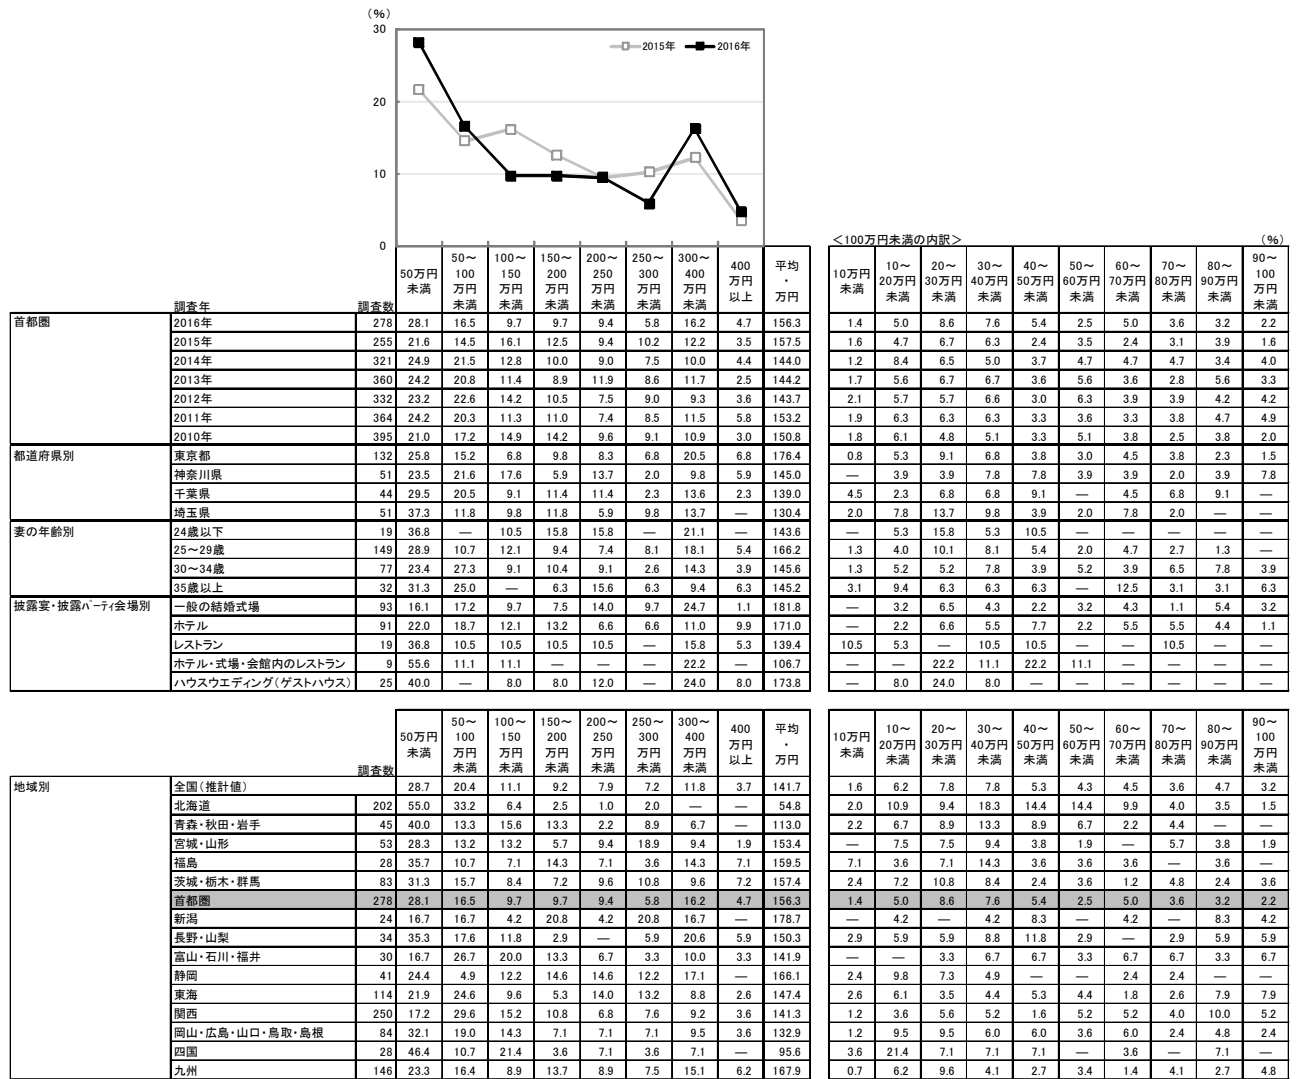 (%)
30
20
10
0
2015年 2016年
＜100万円未満の内訳＞ (%)
調査年 調査数 50万円未満 50～100万円未満 100～150万円未満 150～200万円未満 200～250万円未満 250～300万円未満 300～400万円未満 400万円以上 平均・万円 10万円未満 10～20万円未満 20～30万円未満 30～40万円未満 40～50万円未満 50～60万円未満 60～70万円未満 70～80万円未満 80～90万円未満 90～100万円未満
首都圏 2016年 278 28.1 16.5 9.7 9.7 9.4 5.8 16.2 4.7 156.3 1.4 5.0 8.6 7.6 5.4 2.5 5.0 3.6 3.2 2.2
2015年 255 21.6 14.5 16.1 12.5 9.4 10.2 12.2 3.5 157.5 1.6 4.7 6.7 6.3 2.4 3.5 2.4 3.1 3.9 1.6
2014年 321 24.9 21.5 12.8 10.0 9.0 7.5 10.0 4.4 144.0 1.2 8.4 6.5 5.0 3.7 4.7 4.7 4.7 3.4 4.0
2013年 360 24.2 20.8 11.4 8.9 11.9 8.6 11.7 2.5 144.2 1.7 5.6 6.7 6.7 3.6 5.6 3.6 2.8 5.6 3.3
2012年 332 23.2 22.6 14.2 10.5 7.5 9.0 9.3 3.6 143.7 2.1 5.7 5.7 6.6 3.0 6.3 3.9 3.9 4.2 4.2
2011年 364 24.2 20.3 11.3 11.0 7.4 8.5 11.5 5.8 153.2 1.9 6.3 6.3 6.3 3.3 3.6 3.3 3.8 4.7 4.9
2010年 395 21.0 17.2 14.9 14.2 9.6 9.1 10.9 3.0 150.8 1.8 6.1 4.8 5.1 3.3 5.1 3.8 2.5 3.8 2.0
都道府県別 東京都 132 25.8 15.2 6.8 9.8 8.3 6.8 20.5 6.8 176.4 0.8 5.3 9.1 6.8 3.8 3.0 4.5 3.8 2.3 1.5
神奈川県 51 23.5 21.6 17.6 5.9 13.7 2.0 9.8 5.9 145.0 — 3.9 3.9 7.8 7.8 3.9 3.9 2.0 3.9 7.8
千葉県 44 29.5 20.5 9.1 11.4 11.4 2.3 13.6 2.3 139.0 4.5 2.3 6.8 6.8 9.1 — 4.5 6.8 9.1 —
埼玉県 51 37.3 11.8 9.8 11.8 5.9 9.8 13.7 — 130.4 2.0 7.8 13.7 9.8 3.9 2.0 7.8 2.0 — —
妻の年齢別 24歳以下 19 36.8 — 10.5 15.8 15.8 — 21.1 — 143.6 — 5.3 15.8 5.3 10.5 — — — — —
25～29歳 149 28.9 10.7 12.1 9.4 7.4 8.1 18.1 5.4 166.2 1.3 4.0 10.1 8.1 5.4 2.0 4.7 2.7 1.3 —
30～34歳 77 23.4 27.3 9.1 10.4 9.1 2.6 14.3 3.9 145.6 1.3 5.2 5.2 7.8 3.9 5.2 3.9 6.5 7.8 3.9
35歳以上 32 31.3 25.0 — 6.3 15.6 6.3 9.4 6.3 145.2 3.1 9.4 6.3 6.3 6.3 — 12.5 3.1 3.1 6.3
披露宴・披露パーティ会場別 一般の結婚式場 93 16.1 17.2 9.7 7.5 14.0 9.7 24.7 1.1 181.8 — 3.2 6.5 4.3 2.2 3.2 4.3 1.1 5.4 3.2
ホテル 91 22.0 18.7 12.1 13.2 6.6 6.6 11.0 9.9 171.0 — 2.2 6.6 5.5 7.7 2.2 5.5 5.5 4.4 1.1
レストラン 19 36.8 10.5 10.5 10.5 10.5 — 15.8 5.3 139.4 10.5 5.3 — 10.5 10.5 — — 10.5 — —
ホテル・式場・会館内のレストラン 9 55.6 11.1 11.1 — — — 22.2 — 106.7 — — 22.2 11.1 22.2 11.1 — — — —
ハウスウエディング（ゲストハウス） 25 40.0 — 8.0 8.0 12.0 — 24.0 8.0 173.8 — 8.0 24.0 8.0 — — — — — —
調査数 50万円未満 50～100万円未満 100～150万円未満 150～200万円未満 200～250万円未満 250～300万円未満 300～400万円未満 400万円以上 平均・万円 10万円未満 10～20万円未満 20～30万円未満 30～40万円未満 40～50万円未満 50～60万円未満 60～70万円未満 70～80万円未満 80～90万円未満 90～100万円未満
地域別 全国（推計値） 28.7 20.4 11.1 9.2 7.9 7.2 11.8 3.7 141.7 1.6 6.2 7.8 7.8 5.3 4.3 4.5 3.6 4.7 3.2
北海道 202 55.0 33.2 6.4 2.5 1.0 2.0 — — 54.8 2.0 10.9 9.4 18.3 14.4 14.4 9.9 4.0 3.5 1.5
青森・秋田・岩手 45 40.0 13.3 15.6 13.3 2.2 8.9 6.7 — 113.0 2.2 6.7 8.9 13.3 8.9 6.7 2.2 4.4 — —
宮城・山形 53 28.3 13.2 13.2 5.7 9.4 18.9 9.4 1.9 153.4 — 7.5 7.5 9.4 3.8 1.9 — 5.7 3.8 1.9
福島 28 35.7 10.7 7.1 14.3 7.1 3.6 14.3 7.1 159.5 7.1 3.6 7.1 14.3 3.6 3.6 3.6 — 3.6 —
茨城・栃木・群馬 83 31.3 15.7 8.4 7.2 9.6 10.8 9.6 7.2 157.4 2.4 7.2 10.8 8.4 2.4 3.6 1.2 4.8 2.4 3.6
首都圏 278 28.1 16.5 9.7 9.7 9.4 5.8 16.2 4.7 156.3 1.4 5.0 8.6 7.6 5.4 2.5 5.0 3.6 3.2 2.2
新潟 24 16.7 16.7 4.2 20.8 4.2 20.8 16.7 — 178.7 — 4.2 — 4.2 8.3 — 4.2 — 8.3 4.2
長野・山梨 34 35.3 17.6 11.8 2.9 — 5.9 20.6 5.9 150.3 2.9 5.9 5.9 8.8 11.8 2.9 — 2.9 5.9 5.9
富山・石川・福井 30 16.7 26.7 20.0 13.3 6.7 3.3 10.0 3.3 141.9 — — 3.3 6.7 6.7 3.3 6.7 6.7 3.3 6.7
静岡 41 24.4 4.9 12.2 14.6 14.6 12.2 17.1 — 166.1 2.4 9.8 7.3 4.9 — — 2.4 2.4 — —
東海 114 21.9 24.6 9.6 5.3 14.0 13.2 8.8 2.6 147.4 2.6 6.1 3.5 4.4 5.3 4.4 1.8 2.6 7.9 7.9
関西 250 17.2 29.6 15.2 10.8 6.8 7.6 9.2 3.6 141.3 1.2 3.6 5.6 5.2 1.6 5.2 5.2 4.0 10.0 5.2
岡山・広島・山口・鳥取・島根 84 32.1 19.0 14.3 7.1 7.1 7.1 9.5 3.6 132.9 1.2 9.5 9.5 6.0 6.0 3.6 6.0 2.4 4.8 2.4
四国 28 46.4 10.7 21.4 3.6 7.1 3.6 7.1 — 95.6 3.6 21.4 7.1 7.1 7.1 — 3.6 — 7.1 —
九州 146 23.3 16.4 8.9 13.7 8.9 7.5 15.1 6.2 167.9 0.7 6.2 9.6 4.1 2.7 3.4 1.4 4.1 2.7 4.8